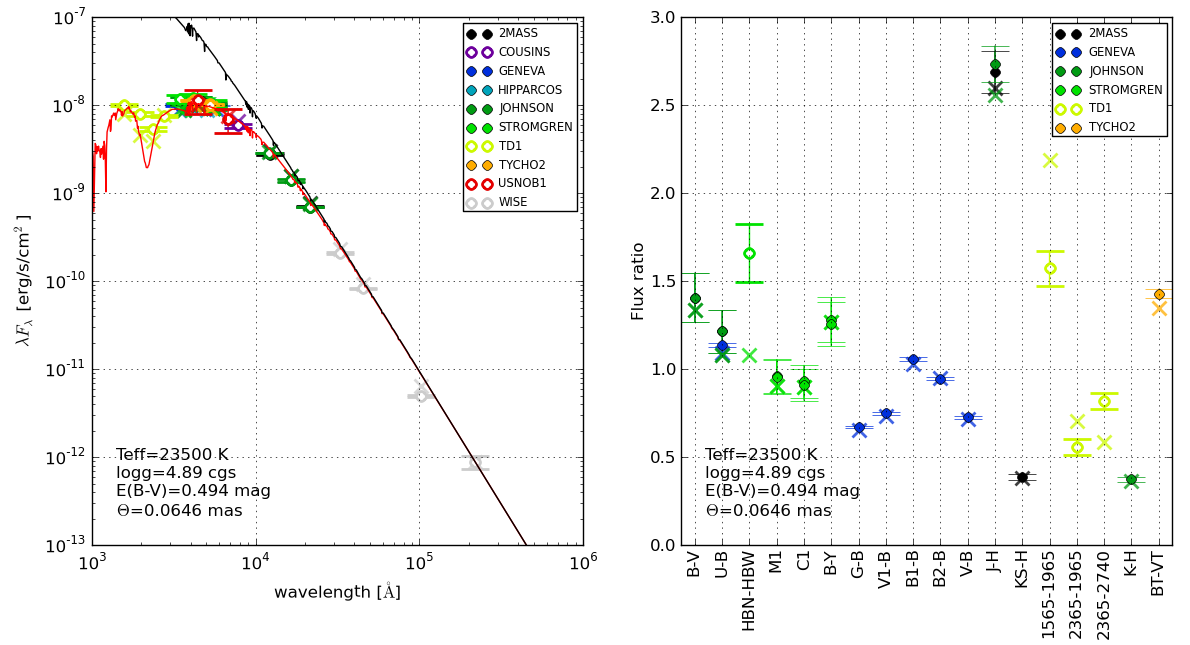 10^-7
10^-8
10^-9
10^-10
10^-11
10^-12
10^-13
λF_λ [erg/s/cm²]
10^3
10^4
10^5
10^6
wavelength [Å]
2MASS
COUSINS
GENEVA
HIPPARCOS
JOHNSON
STROMGREN
TD1
TYCHO2
USNOB1
WISE
Teff=23500 K
logg=4.89 cgs
E(B-V)=0.494 mag
Θ=0.0646 mas
3.0
2.5
2.0
1.5
1.0
0.5
0.0
Flux ratio
2MASS
GENEVA
JOHNSON
STROMGREN
TD1
TYCHO2
Teff=23500 K
logg=4.89 cgs
E(B-V)=0.494 mag
Θ=0.0646 mas
B-V
U-B
HBN-HBW
M1
C1
B-Y
G-B
V1-B
B1-B
B2-B
V-B
J-H
KS-H
1565-1965
2365-1965
2365-2740
K-H
BT-VT